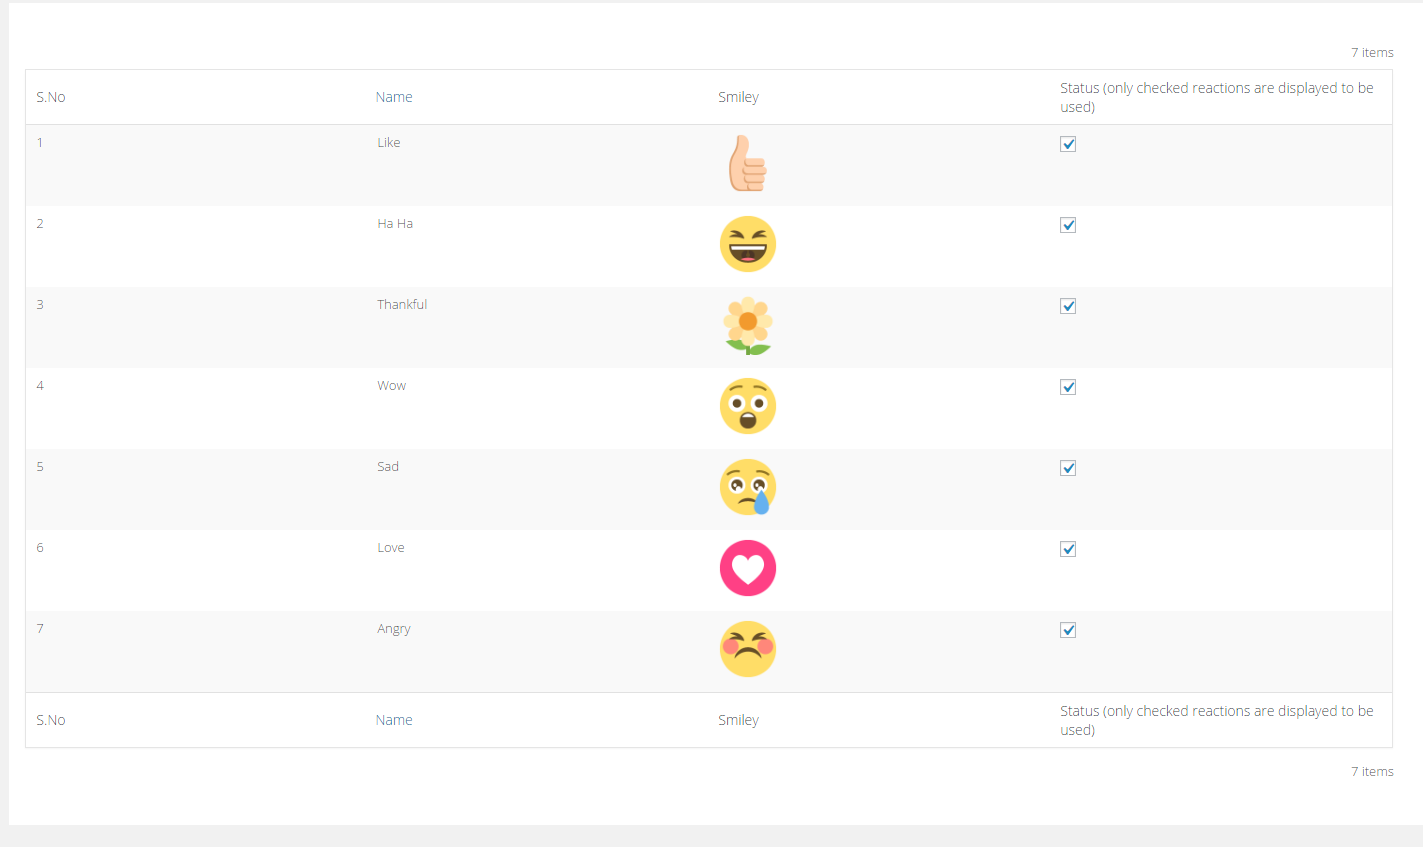 7 items
S.No Name Smiley Status (only checked reactions are displayed to be
used)
1 Like
2 Ha Ha
3 Thankful
4 Wow
5 Sad
6 Love
7 Angry
S.No Name Smiley Status (only checked reactions are displayed to be
used)
7 items